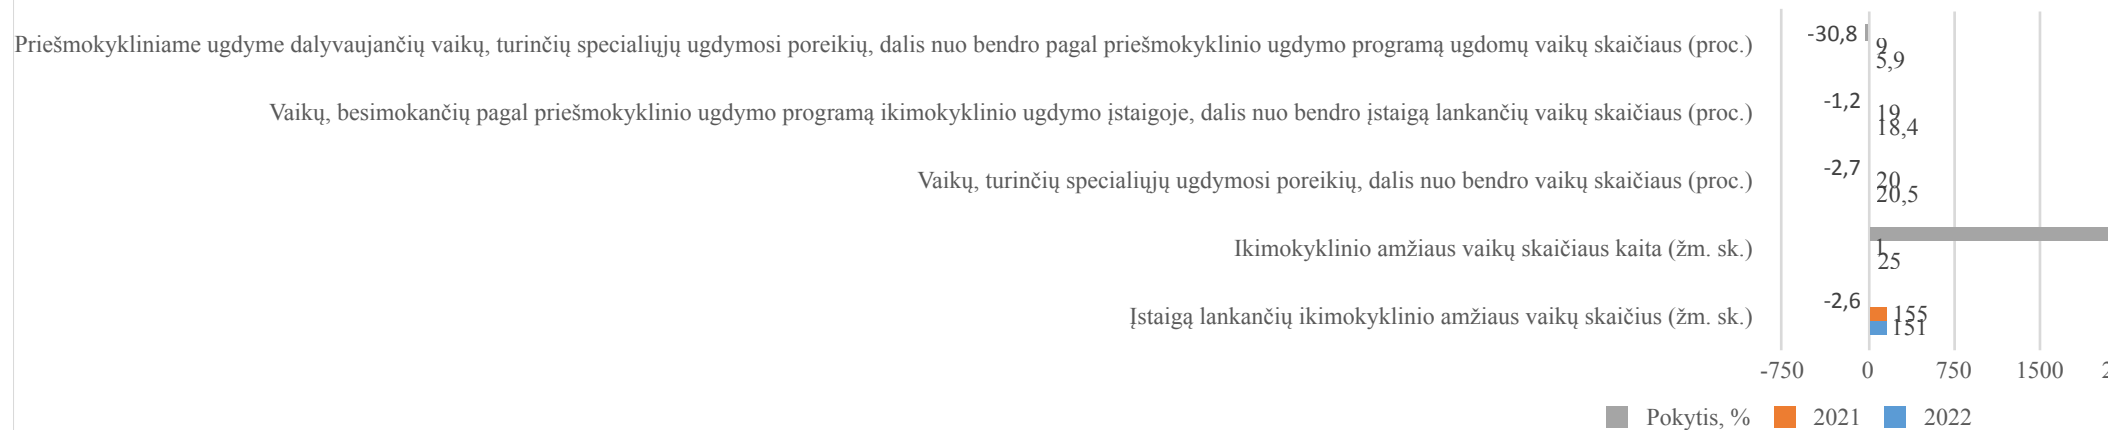 -30,8
Priešmokykliniame ugdyme dalyvaujančių vaikų, turinčių specialiųjų ugdymosi poreikių, dalis nuo bendro pagal priešmokyklinio ugdymo programą ugdomų vaikų skaičiaus (proc.)
9
5,9
-1,2
Vaikų, besimokančių pagal priešmokyklinio ugdymo programą ikimokyklinio ugdymo įstaigoje, dalis nuo bendro įstaigą lankančių vaikų skaičiaus (proc.)
19
18,4
-2,7
Vaikų, turinčių specialiųjų ugdymosi poreikių, dalis nuo bendro vaikų skaičiaus (proc.)
20
20,5
Ikimokyklinio amžiaus vaikų skaičiaus kaita (žm. sk.)
1
25
-2,6
Įstaigą lankančių ikimokyklinio amžiaus vaikų skaičius (žm. sk.)
155
151
-750 0 750 1500
Pokytis, % 2021 2022